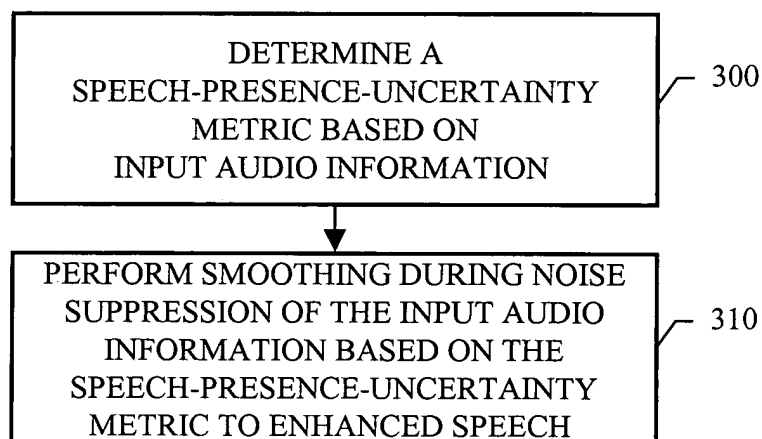 DETERMINE A
SPEECH-PRESENCE-UNCERTAINTY
METRIC BASED ON
INPUT AUDIO INFORMATION
300
PERFORM SMOOTHING DURING NOISE
SUPPRESSION OF THE INPUT AUDIO
INFORMATION BASED ON THE
SPEECH-PRESENCE-UNCERTAINTY
METRIC TO ENHANCED SPEECH
310